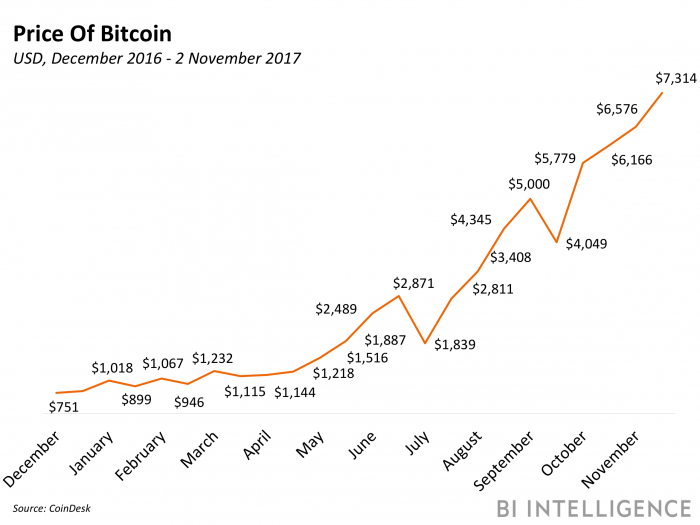 Price Of Bitcoin
USD, December 2016 - 2 November 2017
$7,314
$6,576
$6,166
$5,779
$5,000
$4,345
$4,049
$3,408
$2,871
$2,811
$2,489
$1,887
$1,839
$1,516
$1,018
$1,067
$1,232
$1,218
$751
$899
$946
$1,115
$1,144
December
January
February
March
April
May
June
July
August
September
October
November
Source: CoinDesk
BI INTELLIGENCE